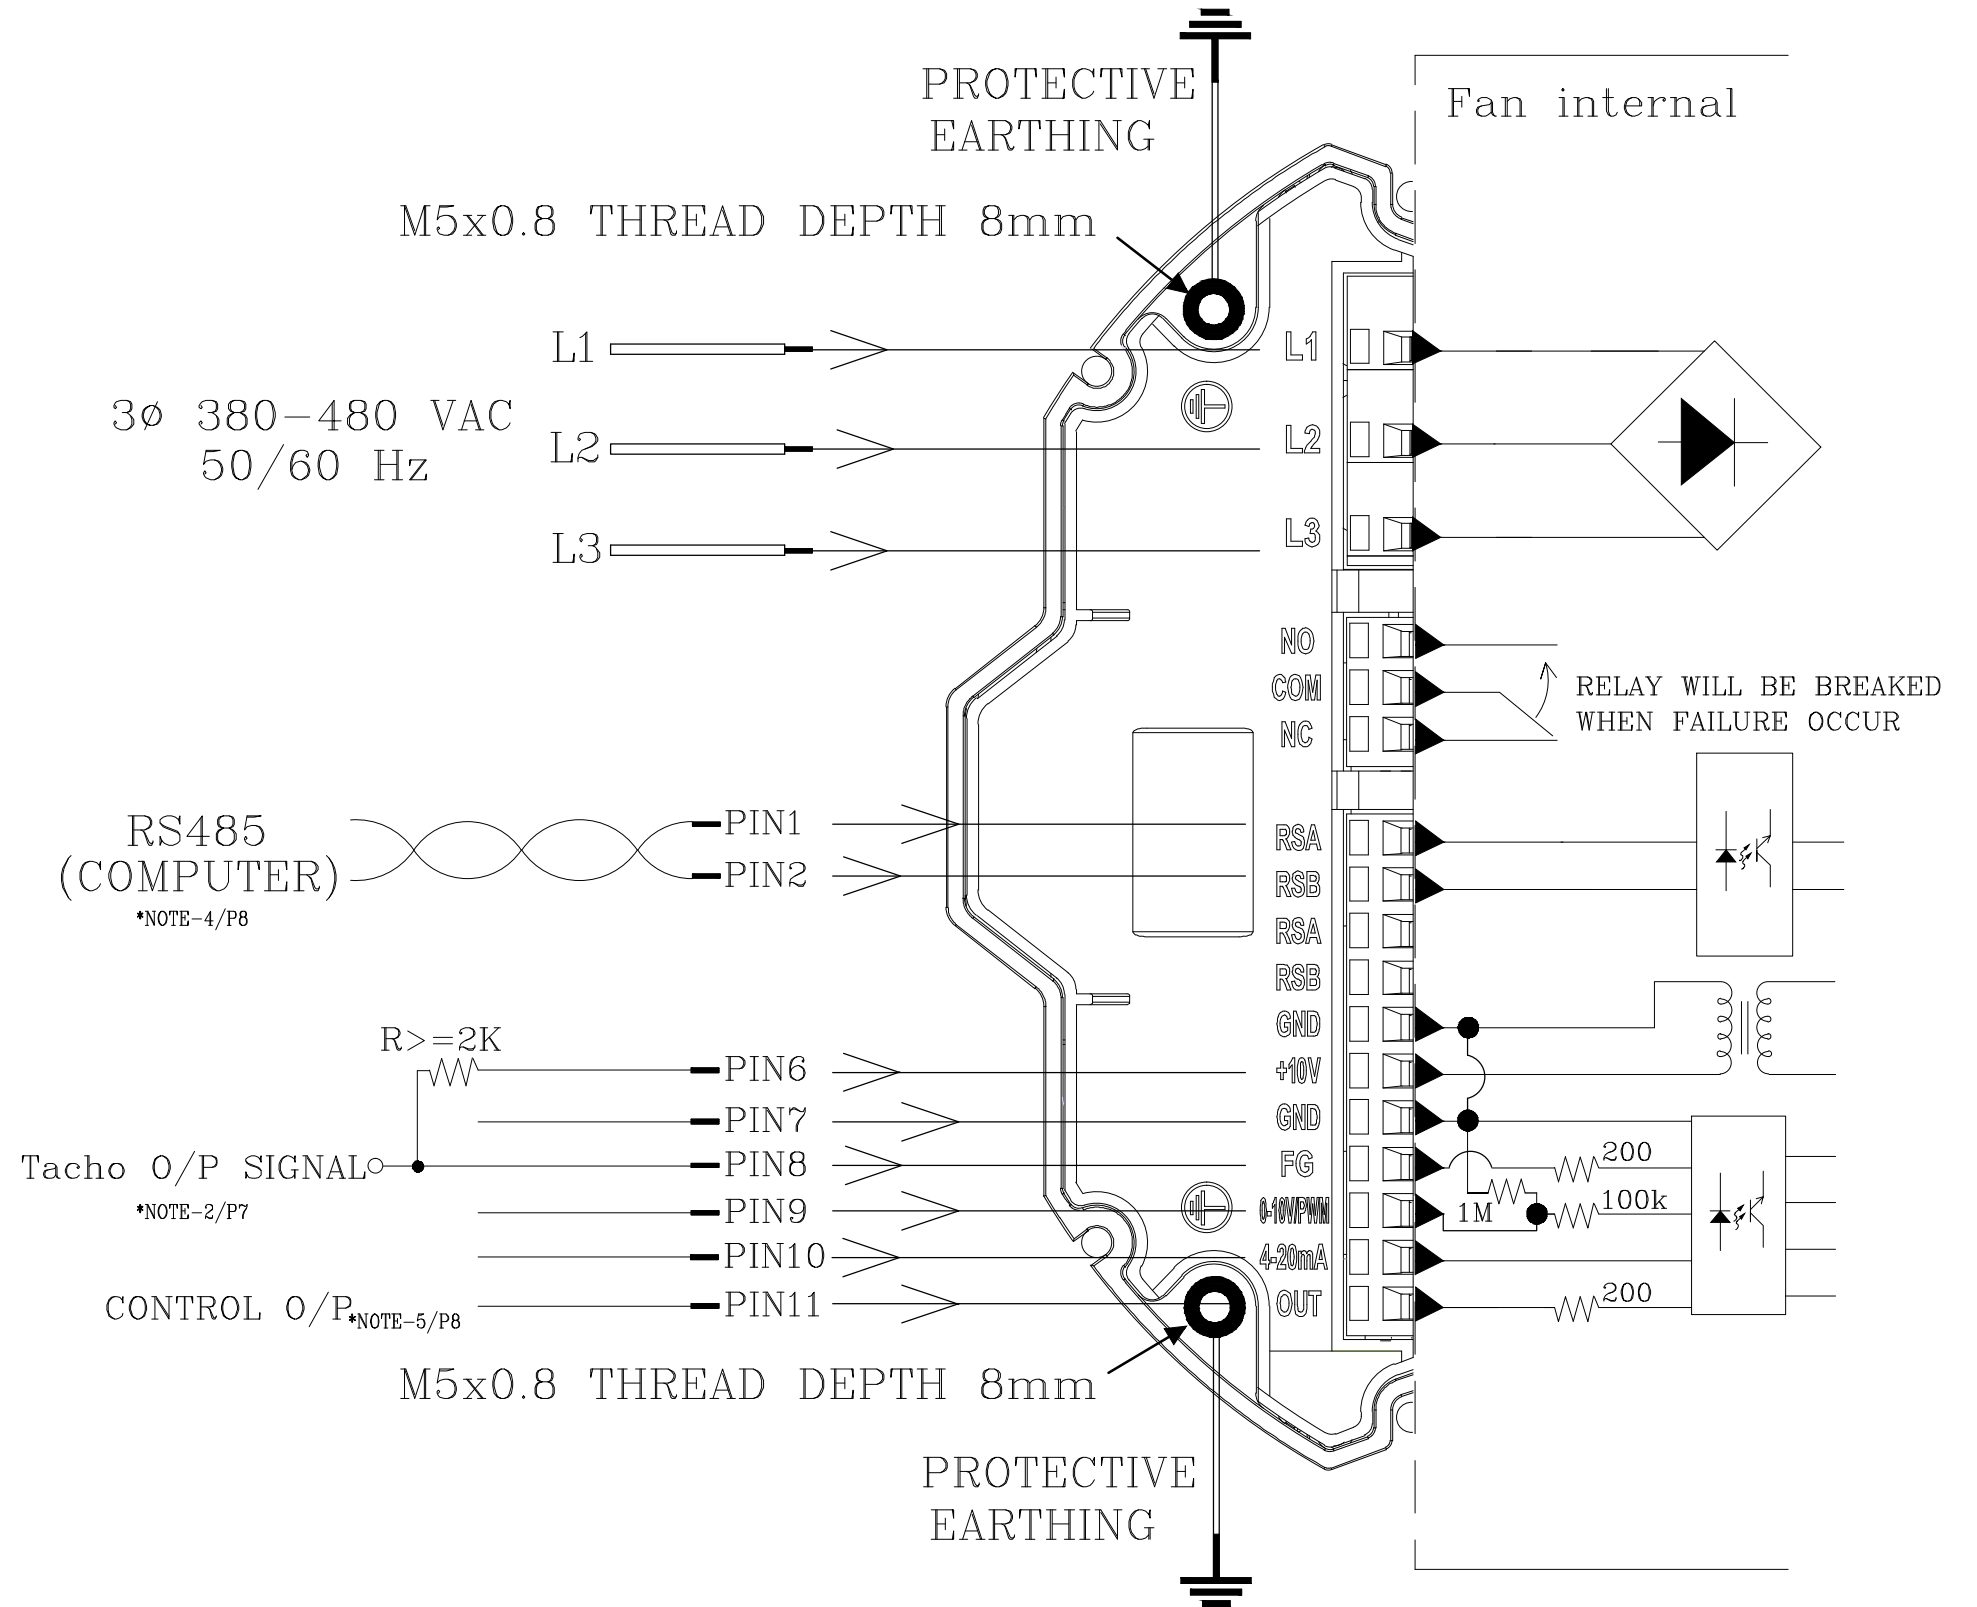 PROTECTIVE
EARTHING
Fan internal
M5x0.8 THREAD DEPTH 8mm
L1
L1
3ø 380-480 VAC
50/60 Hz
L2
L2
L3
L3
NO
COM
NC
RELAY WILL BE BREAKED
WHEN FAILURE OCCUR
RS485
(COMPUTER)
*NOTE-4/P8
PIN1
PIN2
RSA
RSB
RSA
RSB
GND
R>=2K
PIN6
+10V
PIN7
GND
Tacho O/P SIGNAL
*NOTE-2/P7
PIN8
FG
200
PIN9
0-10V/PWM
1M
100k
PIN10
4-20mA
CONTROL O/P
*NOTE-5/P8
PIN11
OUT
200
M5x0.8 THREAD DEPTH 8mm
PROTECTIVE
EARTHING